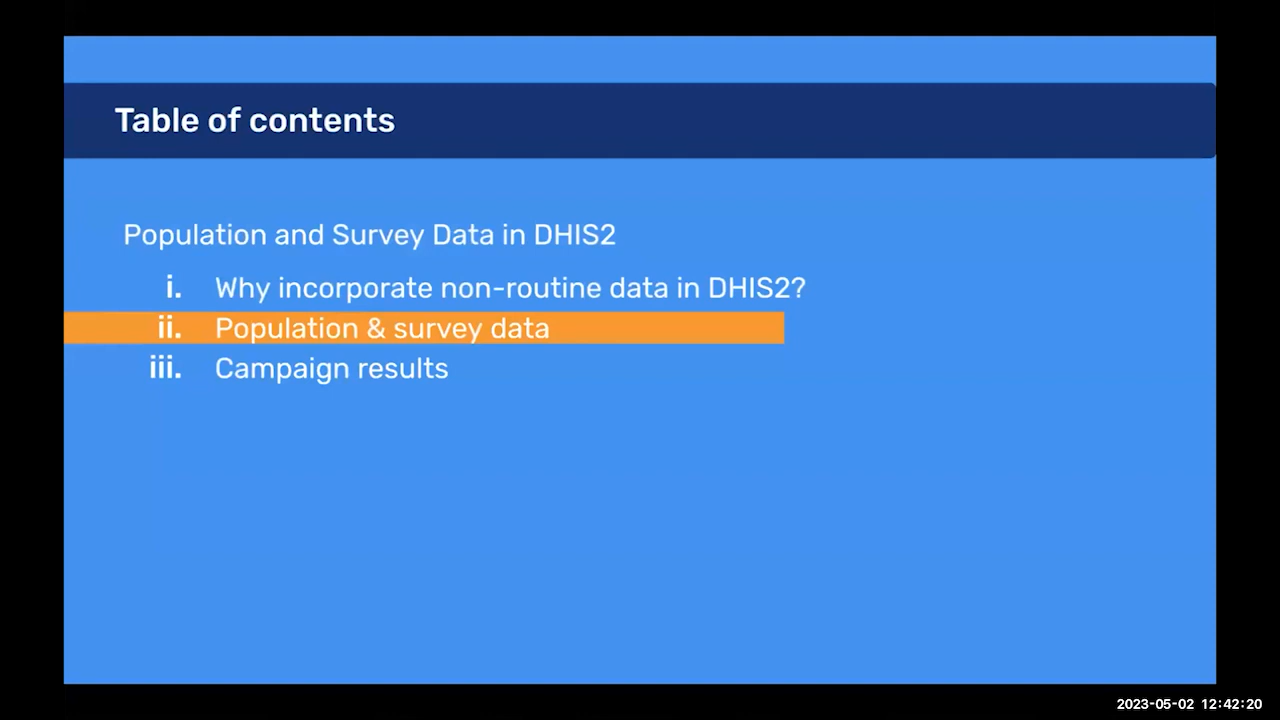 Table of contents
Population and Survey Data in DHIS2
i. Why incorporate non-routine data in DHIS2?
ii. Population & survey data
iii. Campaign results
2023-05-02 12:42:20